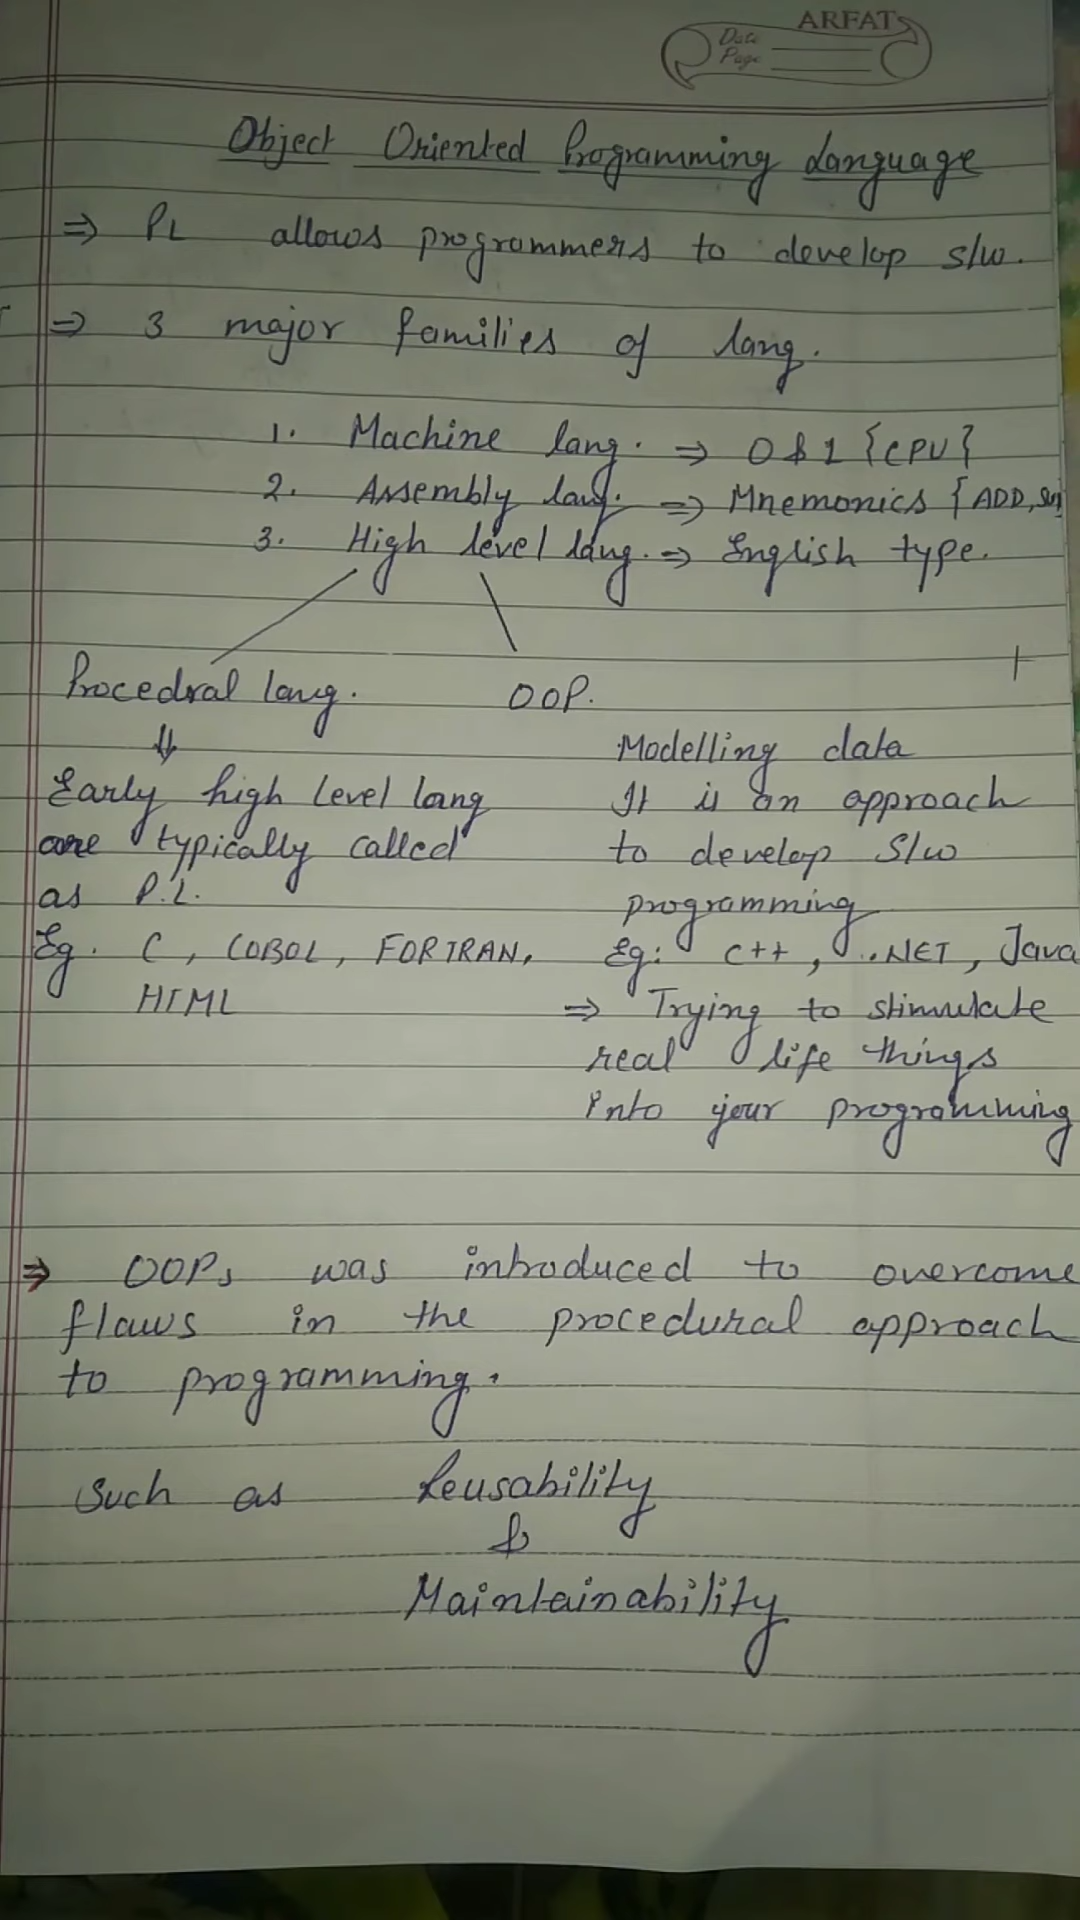 ARFAT
Date
Page
Object Oriented Programming Language
⇒ PL allows programmers to develop s/w.
⇒ 3 major families of lang.
1. Machine lang. ⇒ 0 & 1 {CPU}
2. Assembly lang. ⇒ Mnemonics {ADD,
3. High level lang. ⇒ English type.
Procedral lang.
⇓
Early high level lang
are typically called
as P.L.
Eg. C, COBOL, FORTRAN,
HTML
OOP.
Modelling data
It is an approach
to develop S/w
programming
Eg: C++, .NET, Java
⇒ Trying to stimulate
real life things
into your programming
⇒ OOPs was introduced to overcome
flaws in the procedural approach
to programming.
Such as Reusability
&
Maintainability